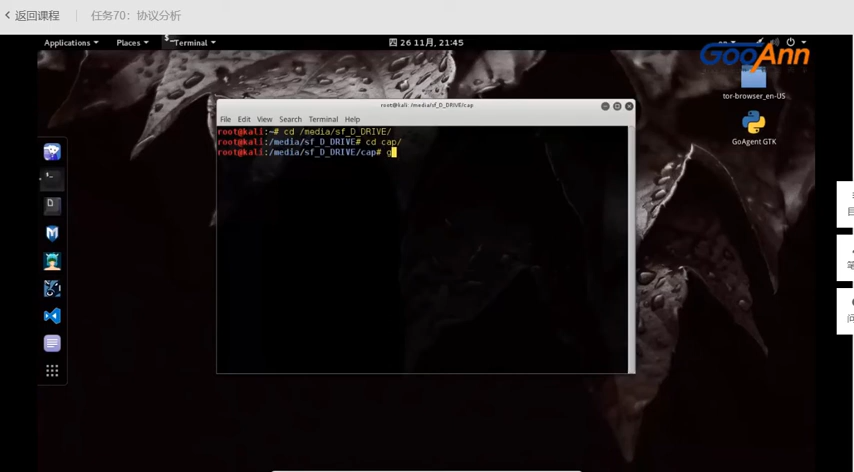 返回课程
任务70：协议分析
Applications
Places
Terminal
四 26 11月, 21:45
GooAnn
tor-browser_en-US
GoAgent GTK
root@kali: /media/sf_D_DRIVE/cap
File Edit View Search Terminal Help
root@kali:~# cd /media/sf_D_DRIVE/
root@kali:/media/sf_D_DRIVE# cd cap/
root@kali:/media/sf_D_DRIVE/cap# g
目